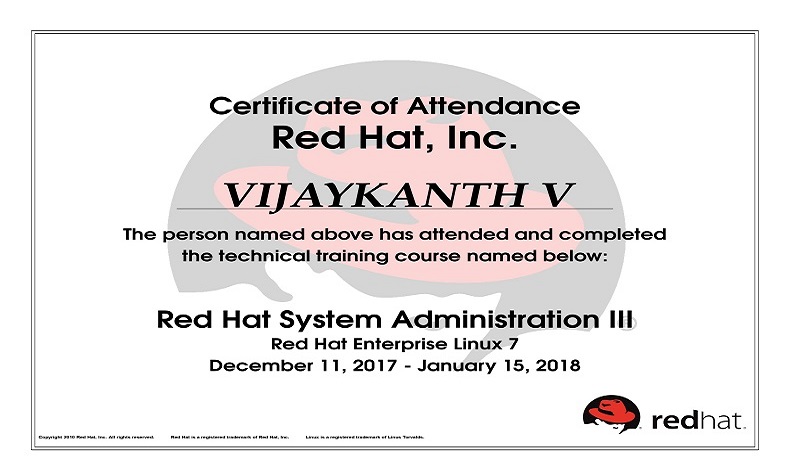 Certificate of Attendance
Red Hat, Inc.
VIJAYKANTH V
The person named above has attended and completed
the technical training course named below:
Red Hat System Administration III
Red Hat Enterprise Linux 7
December 11, 2017 - January 15, 2018
redhat.
Copyright 2010 Red Hat, Inc. All rights reserved. Red Hat is a registered trademark of Red Hat, Inc. Linux is a registered trademark of Linus Torvalds.